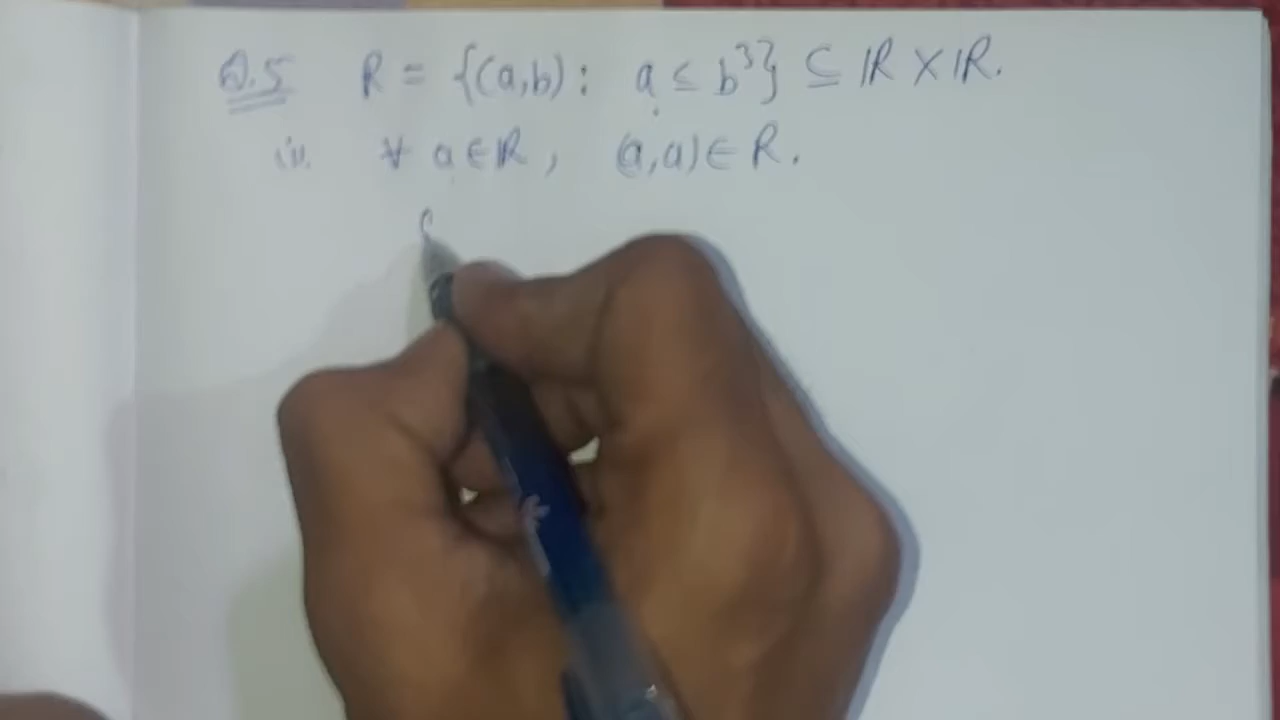 Q.5 R = {(a,b) : a ≤ b³} ⊆ ℝ × ℝ.
∀ a ∈ ℝ, (a,a) ∈ R.